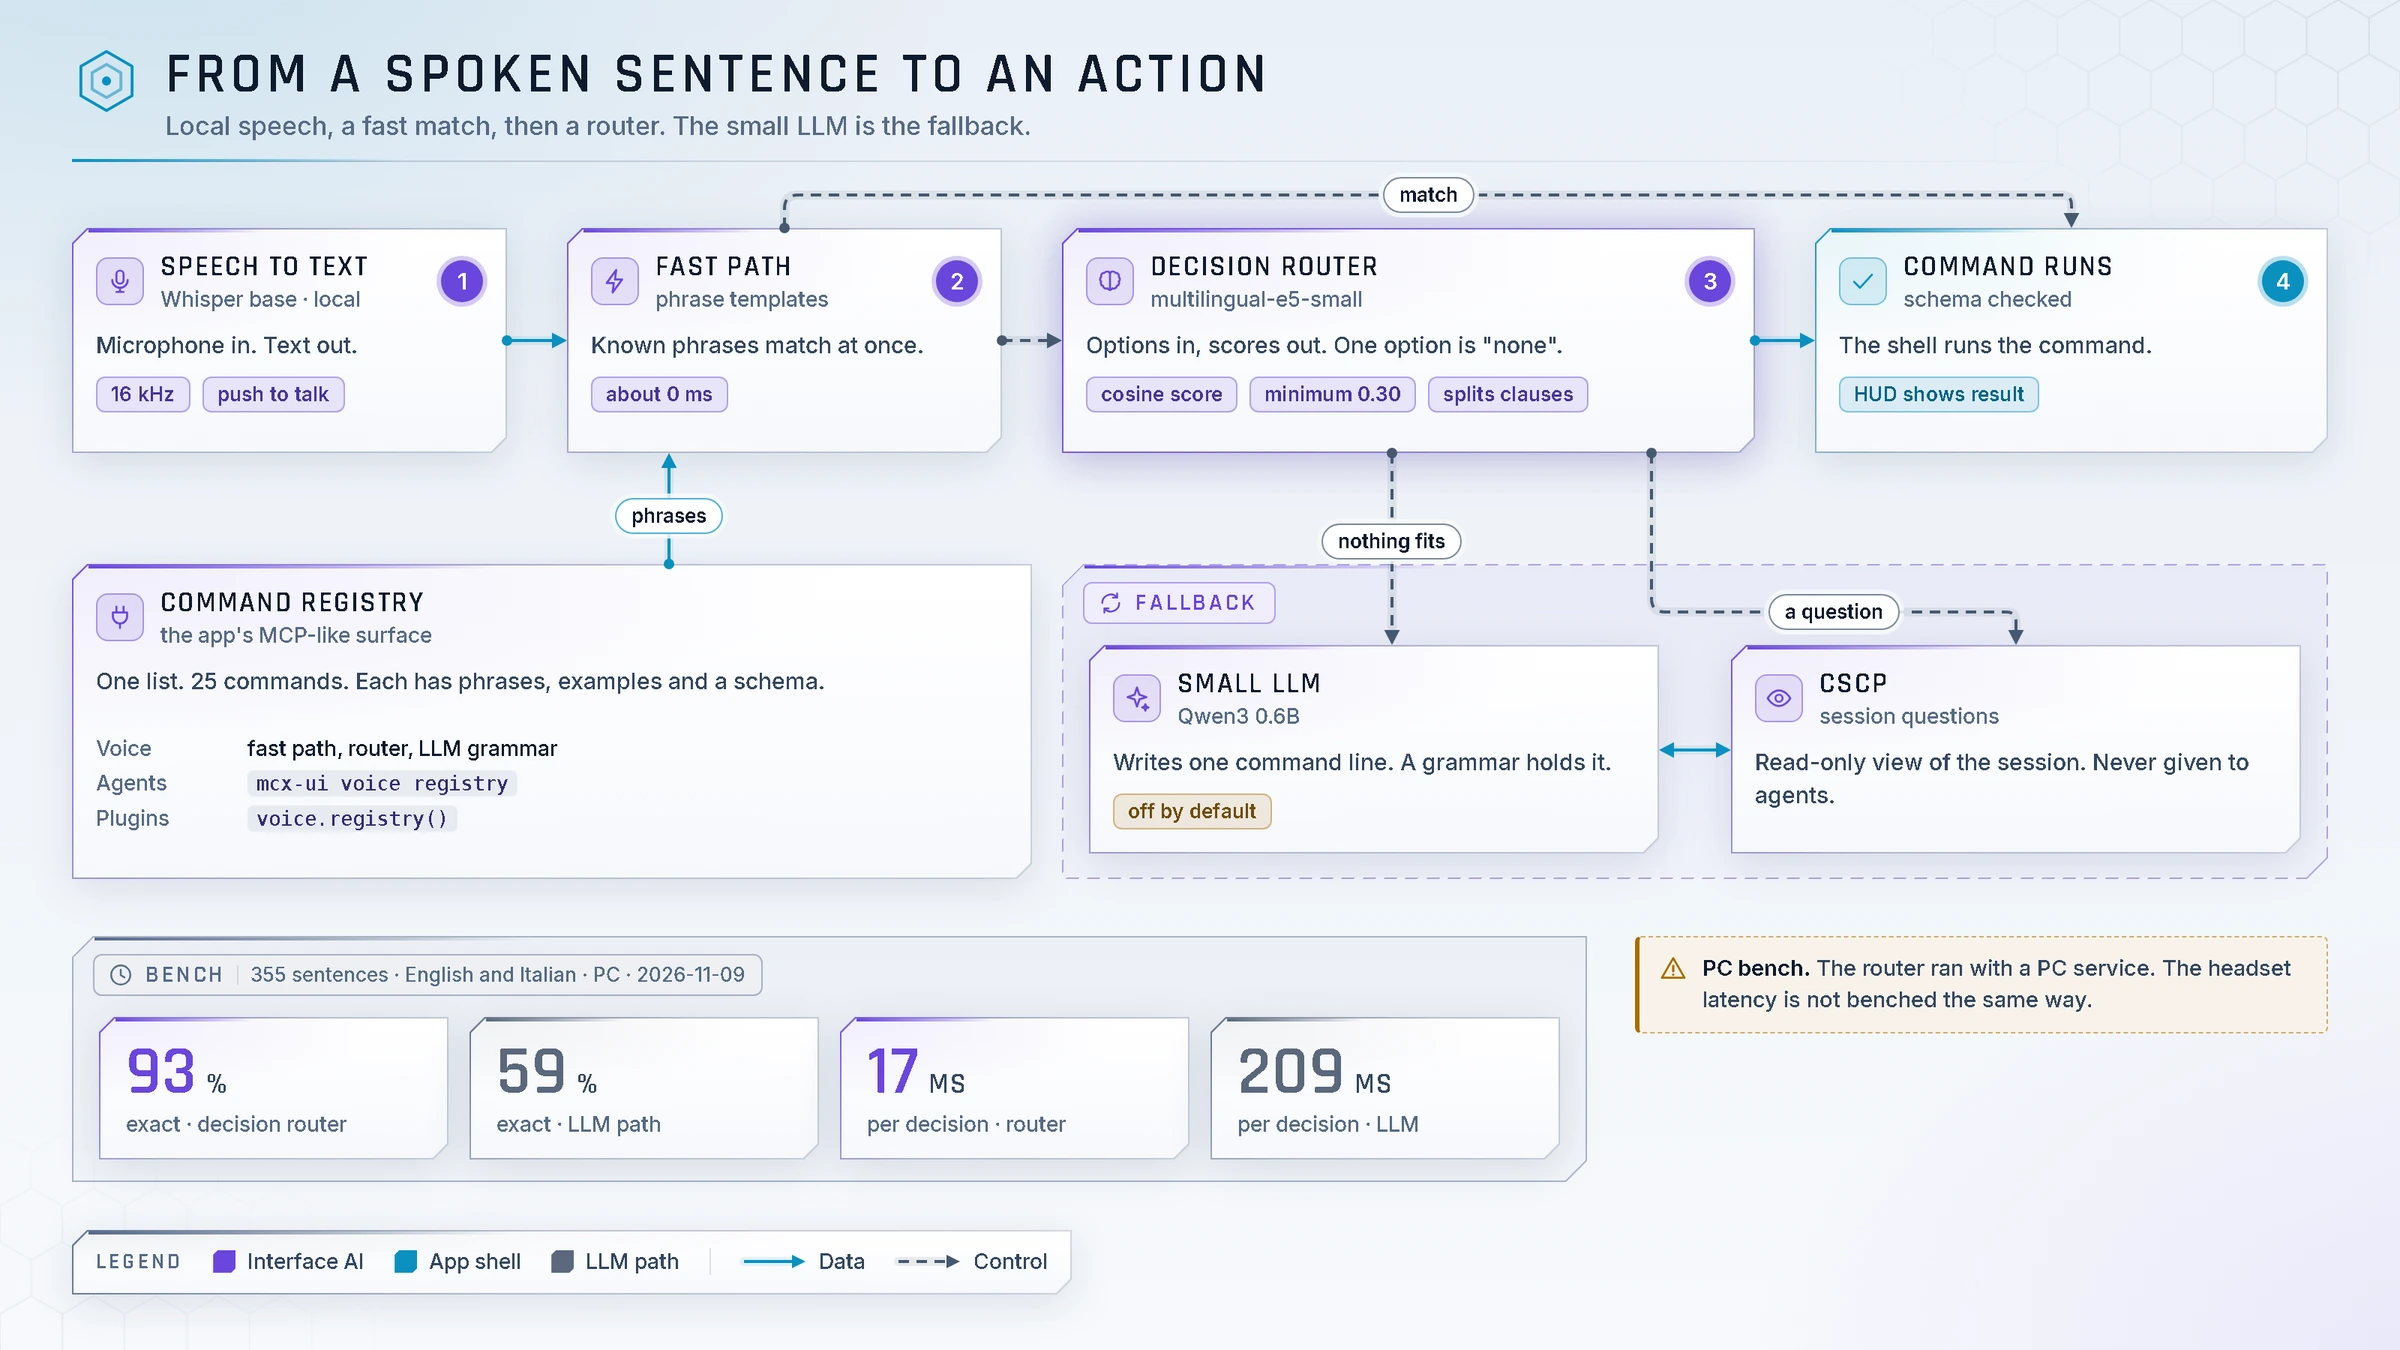 FROM A SPOKEN SENTENCE TO AN ACTION
Local speech, a fast match, then a router. The small LLM is the fallback.
match
SPEECH TO TEXT
Whisper base · local
1
Microphone in. Text out.
16 kHz
push to talk
FAST PATH
phrase templates
2
Known phrases match at once.
about 0 ms
DECISION ROUTER
multilingual-e5-small
3
Options in, scores out. One option is "none".
cosine score
minimum 0.30
splits clauses
COMMAND RUNS
schema checked
4
The shell runs the command.
HUD shows result
phrases
nothing fits
a question
COMMAND REGISTRY
the app's MCP-like surface
One list. 25 commands. Each has phrases, examples and a schema.
Voice fast path, router, LLM grammar
Agents mcx-ui voice registry
Plugins voice.registry()
FALLBACK
SMALL LLM
Qwen3 0.6B
Writes one command line. A grammar holds it.
off by default
CSCP
session questions
Read-only view of the session. Never given to
agents.
BENCH 355 sentences · English and Italian · PC · 2026-11-09
93 %
exact · decision router
59 %
exact · LLM path
17 MS
per decision · router
209 MS
per decision · LLM
PC bench. The router ran with a PC service. The headset
latency is not benched the same way.
LEGEND Interface AI App shell LLM path Data Control